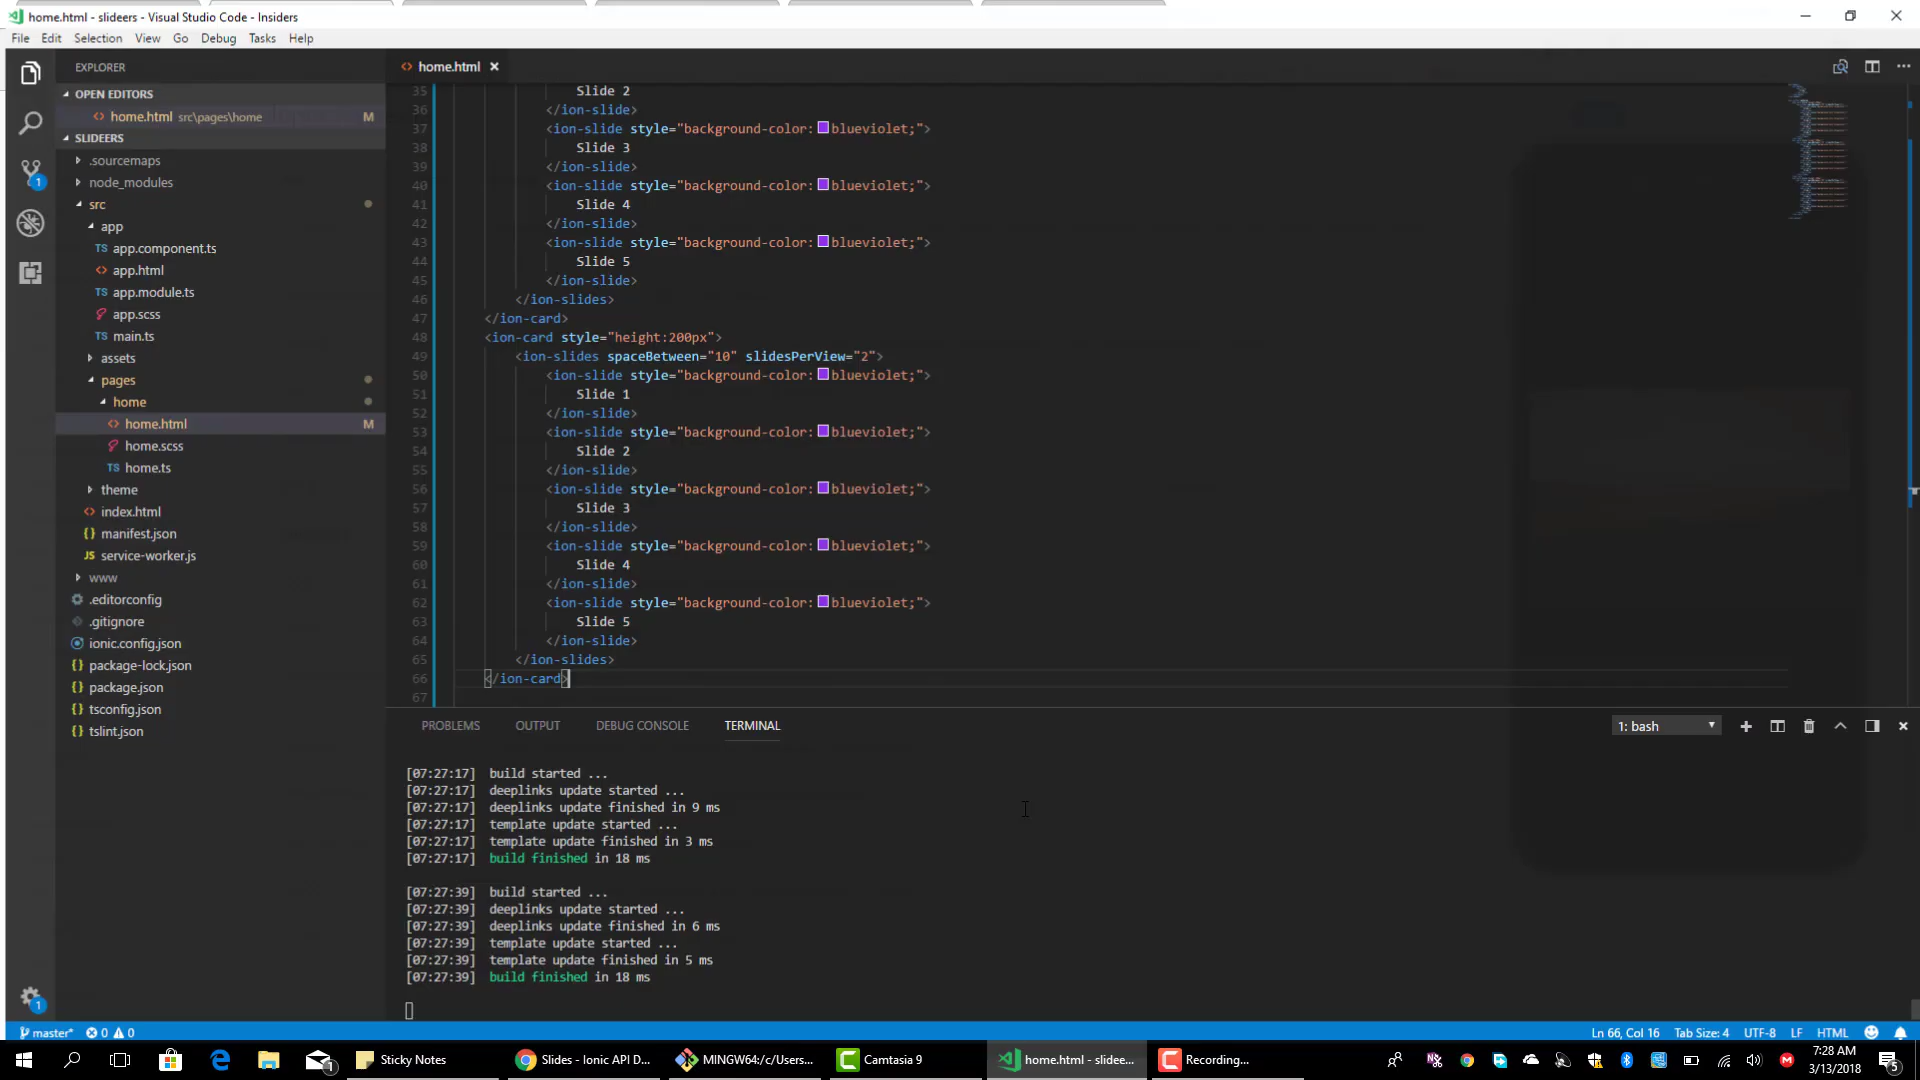 home.html - slideers - Visual Studio Code - Insiders
File Edit Selection View Go Debug Tasks Help
EXPLORER
OPEN EDITORS
home.html src\pages\home M
SLIDEERS
.sourcemaps
node_modules
src
app
TS app.component.ts
<> app.html
TS app.module.ts
app.scss
TS main.ts
assets
pages
home
<> home.html M
home.scss
TS home.ts
theme
<> index.html
{} manifest.json
JS service-worker.js
www
.editorconfig
.gitignore
ionic.config.json
{} package-lock.json
{} package.json
{} tsconfig.json
{} tslint.json
<> home.html
35 Slide 2
36 </ion-slide>
37 <ion-slide style="background-color:blueviolet;">
38 Slide 3
39 </ion-slide>
40 <ion-slide style="background-color:blueviolet;">
41 Slide 4
42 </ion-slide>
43 <ion-slide style="background-color:blueviolet;">
44 Slide 5
45 </ion-slide>
46 </ion-slides>
47 </ion-card>
48 <ion-card style="height:200px">
49 <ion-slides spaceBetween="10" slidesPerView="2">
50 <ion-slide style="background-color:blueviolet;">
51 Slide 1
52 </ion-slide>
53 <ion-slide style="background-color:blueviolet;">
54 Slide 2
55 </ion-slide>
56 <ion-slide style="background-color:blueviolet;">
57 Slide 3
58 </ion-slide>
59 <ion-slide style="background-color:blueviolet;">
60 Slide 4
61 </ion-slide>
62 <ion-slide style="background-color:blueviolet;">
63 Slide 5
64 </ion-slide>
65 </ion-slides>
66 </ion-card>
67
PROBLEMS OUTPUT DEBUG CONSOLE TERMINAL 1: bash
[07:27:17] build started ...
[07:27:17] deeplinks update started ...
[07:27:17] deeplinks update finished in 9 ms
[07:27:17] template update started ...
[07:27:17] template update finished in 3 ms
[07:27:17] build finished in 18 ms
[07:27:39] build started ...
[07:27:39] deeplinks update started ...
[07:27:39] deeplinks update finished in 6 ms
[07:27:39] template update started ...
[07:27:39] template update finished in 5 ms
[07:27:39] build finished in 18 ms
master* 0 0 Ln 66, Col 16 Tab Size: 4 UTF-8 LF HTML
Sticky Notes Slides - Ionic API D... MINGW64:/c/Users... Camtasia 9 home.html - slidee... Recording... 7:28 AM
3/13/2018